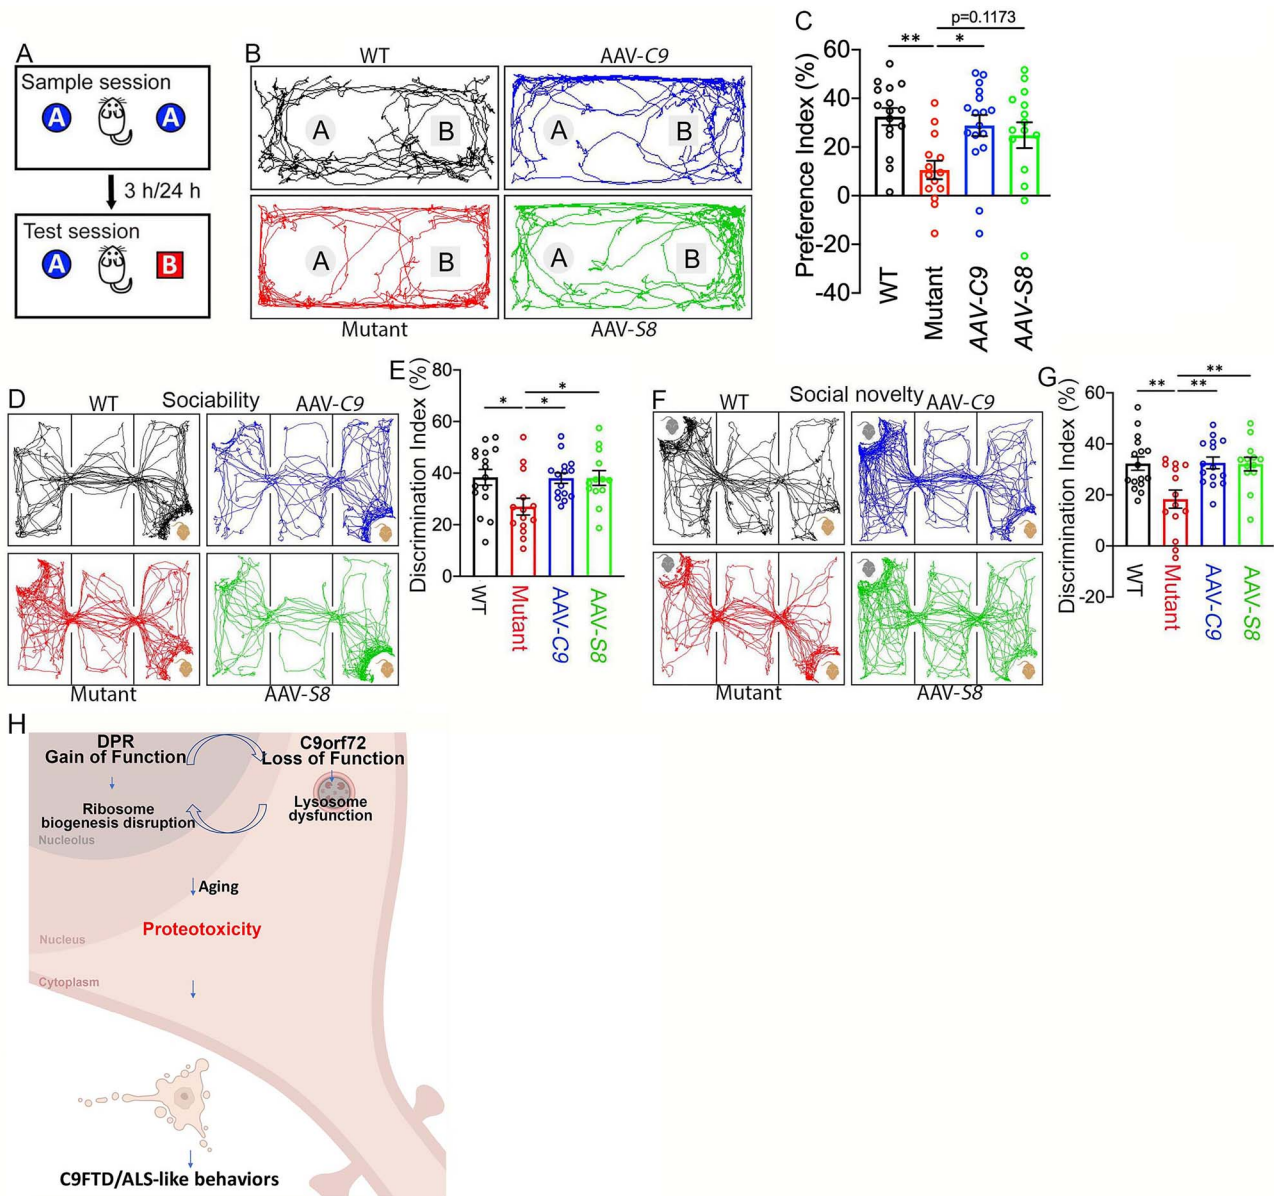 A
Sample session
A
A
3 h/24 h
Test session
A
B
B
WT
AAV-C9
A
B
A
B
A
B
A
B
Mutant
AAV-S8
C
p=0.1173
**
*
Preference Index (%)
60
40
20
0
-20
-40
WT
Mutant
AAV-C9
AAV-S8
D
WT
Sociability
AAV-C9
Mutant
AAV-S8
E
Discrimination Index (%)
80
60
40
20
0
*
*
*
WT
Mutant
AAV-C9
AAV-S8
F
WT
Social novelty
AAV-C9
Mutant
AAV-S8
G
Discrimination Index (%)
60
40
20
0
-20
**
**
**
WT
Mutant
AAV-C9
AAV-S8
H
DPR
Gain of Function
C9orf72
Loss of Function
Ribosome
biogenesis disruption
Lysosome
dysfunction
Nucleolus
Aging
Proteotoxicity
Nucleus
Cytoplasm
C9FTD/ALS-like behaviors